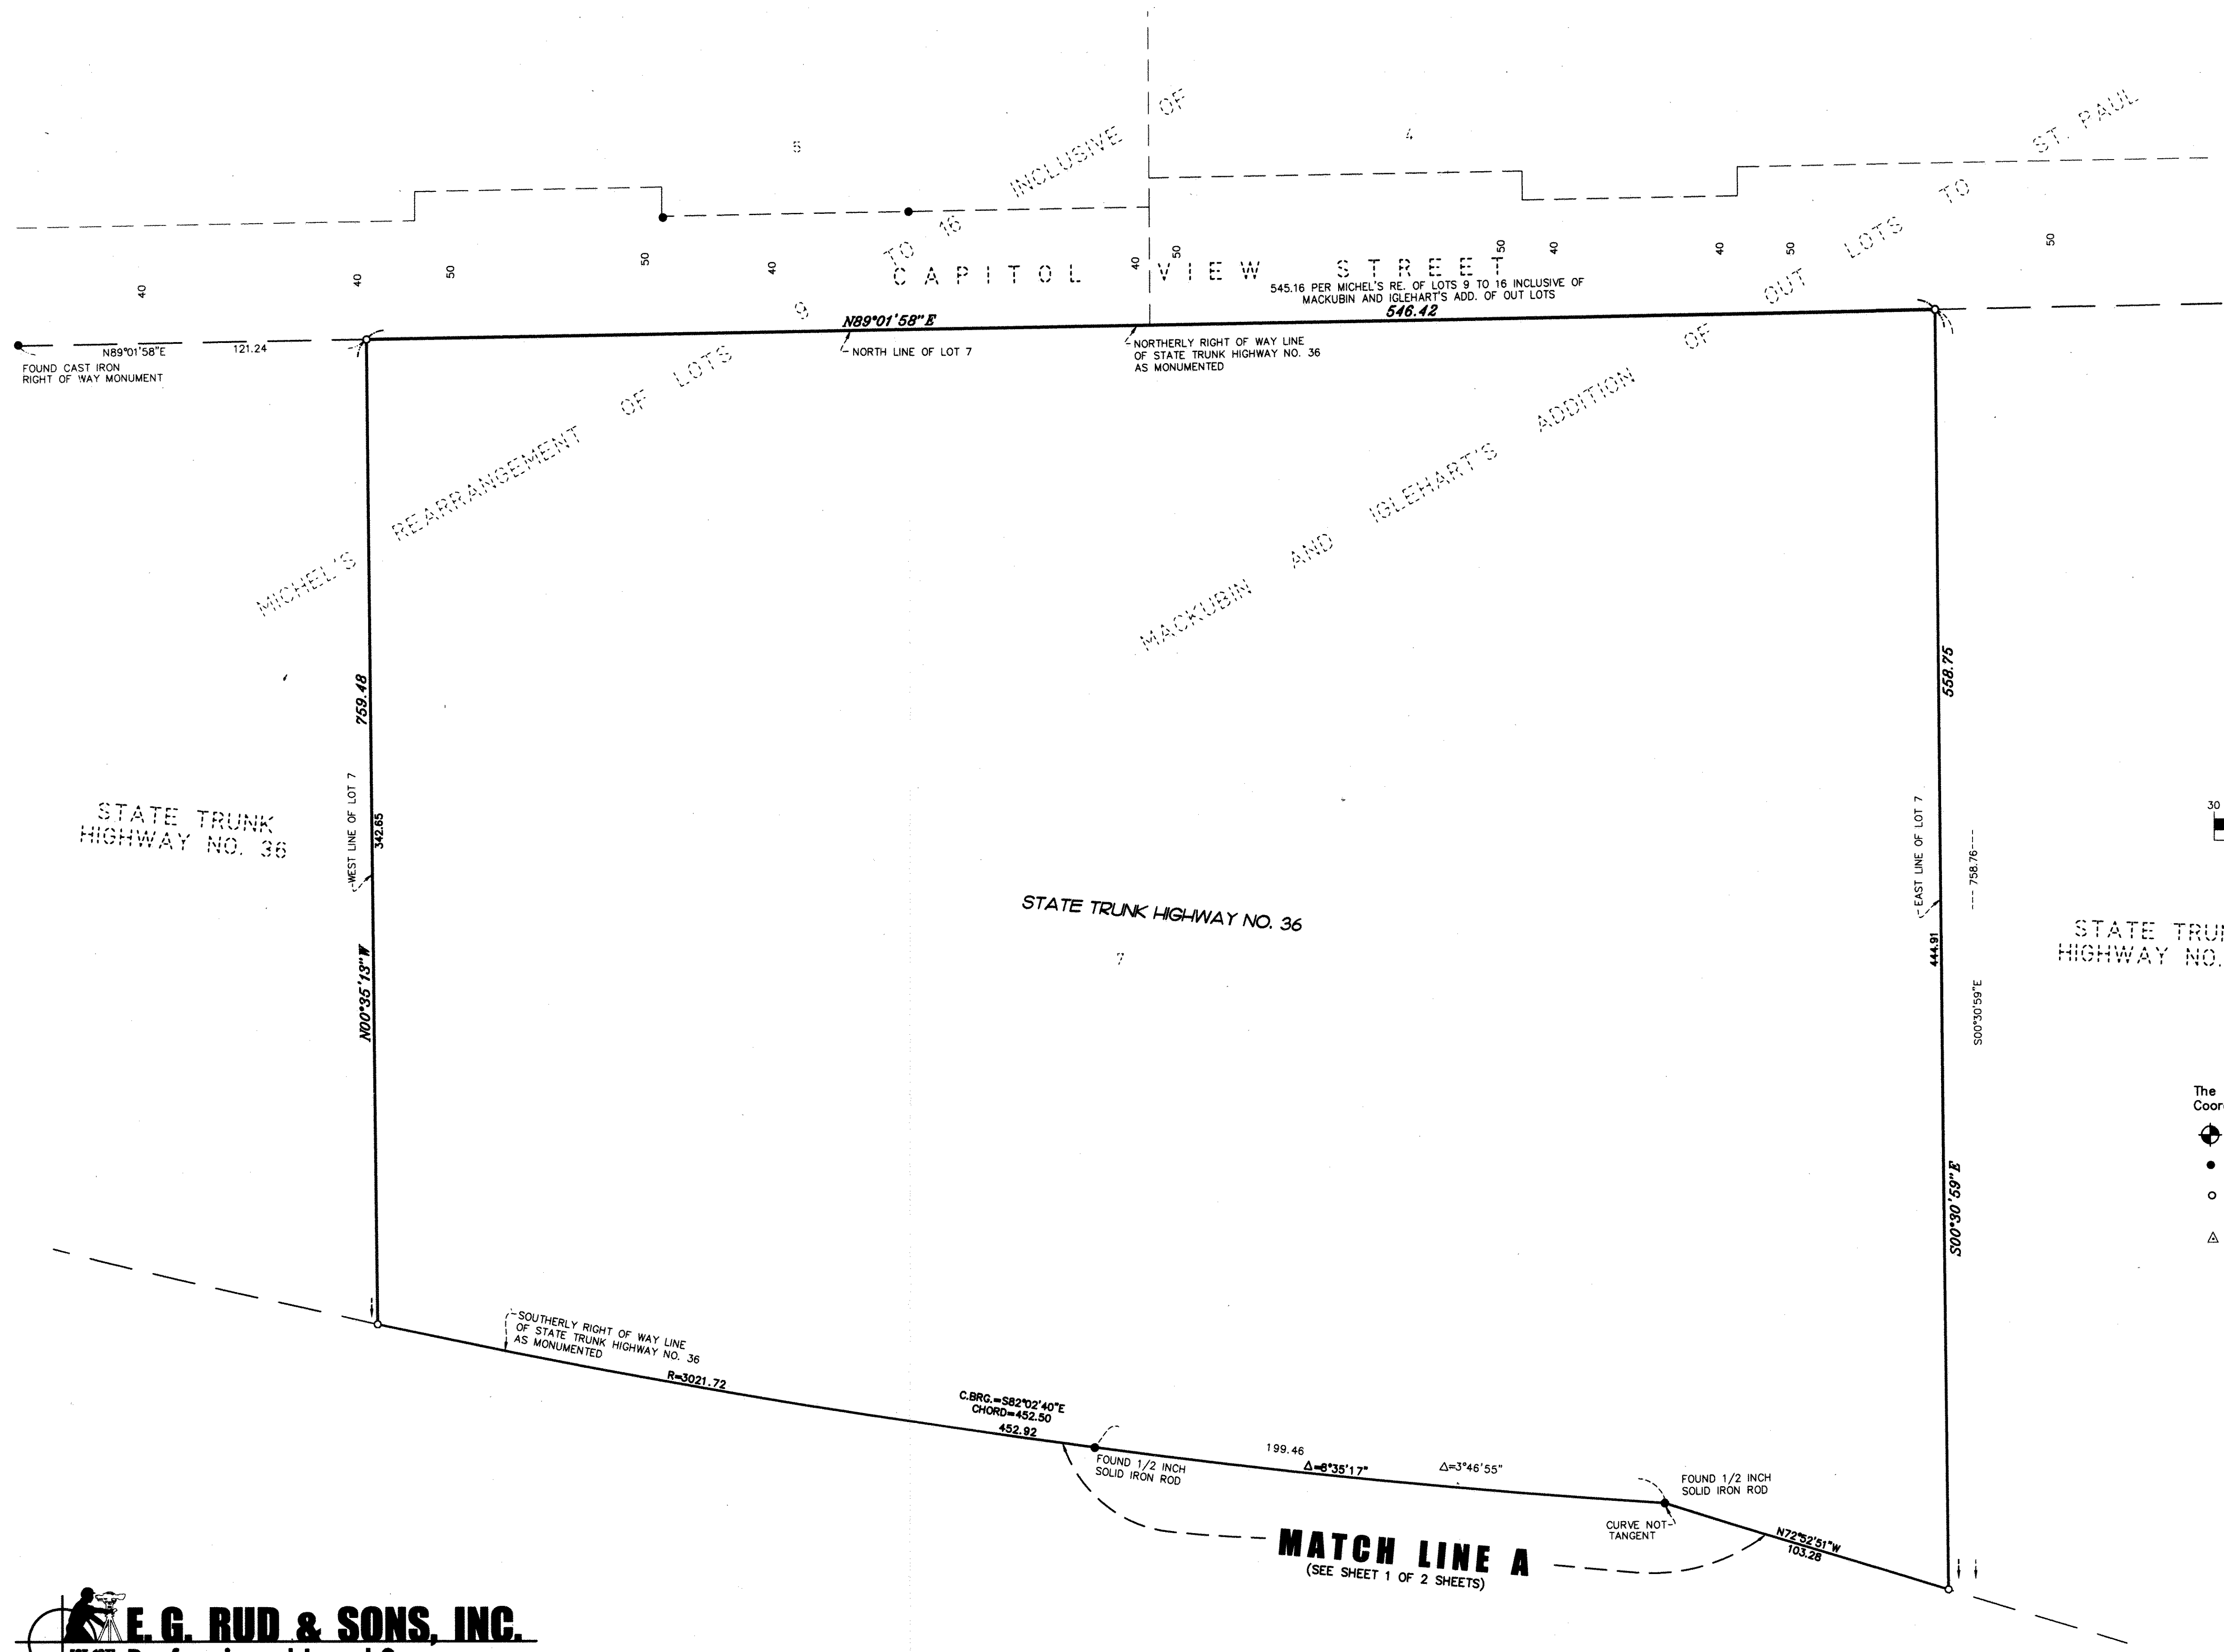 INCLUSIVE OF
ST. PAUL
5
4
TO 16
LOTS TO
40
40
50
50
40
40
50
50
40
40
50
50
CAPITOL VIEW STREET
545.16 PER MICHEL'S RE. OF LOTS 9 TO 16 INCLUSIVE OF
MACKUBIN AND IGLEHART'S ADD. OF OUT LOTS
546.42
OUT
9
N89°01'58"E
N89°01'58"E 121.24
FOUND CAST IRON
RIGHT OF WAY MONUMENT
NORTH LINE OF LOT 7
NORTHERLY RIGHT OF WAY LINE
OF STATE TRUNK HIGHWAY NO. 36
AS MONUMENTED
MICHEL'S REARRANGEMENT OF LOTS
MACKUBIN AND IGLEHART'S ADDITION OF
759.48
558.75
WEST LINE OF LOT 7
342.65
N00°35'13"W
STATE TRUNK
HIGHWAY NO. 36
STATE TRUNK HIGHWAY NO. 36
7
EAST LINE OF LOT 7
444.91
758.76
S00°30'59"E
S00°30'59"E
30
STATE TRU
HIGHWAY NO.
The
Coor
SOUTHERLY RIGHT OF WAY LINE
OF STATE TRUNK HIGHWAY NO. 36
AS MONUMENTED
R=3021.72
C.BRG.=S82°02'40"E
CHORD=452.50
452.92
FOUND 1/2 INCH
SOLID IRON ROD
199.46
Δ=8°35'17"
Δ=3°46'55"
FOUND 1/2 INCH
SOLID IRON ROD
CURVE NOT
TANGENT
N72°52'51"W
103.28
MATCH LINE A
(SEE SHEET 1 OF 2 SHEETS)
E. G. RUD & SONS, INC.